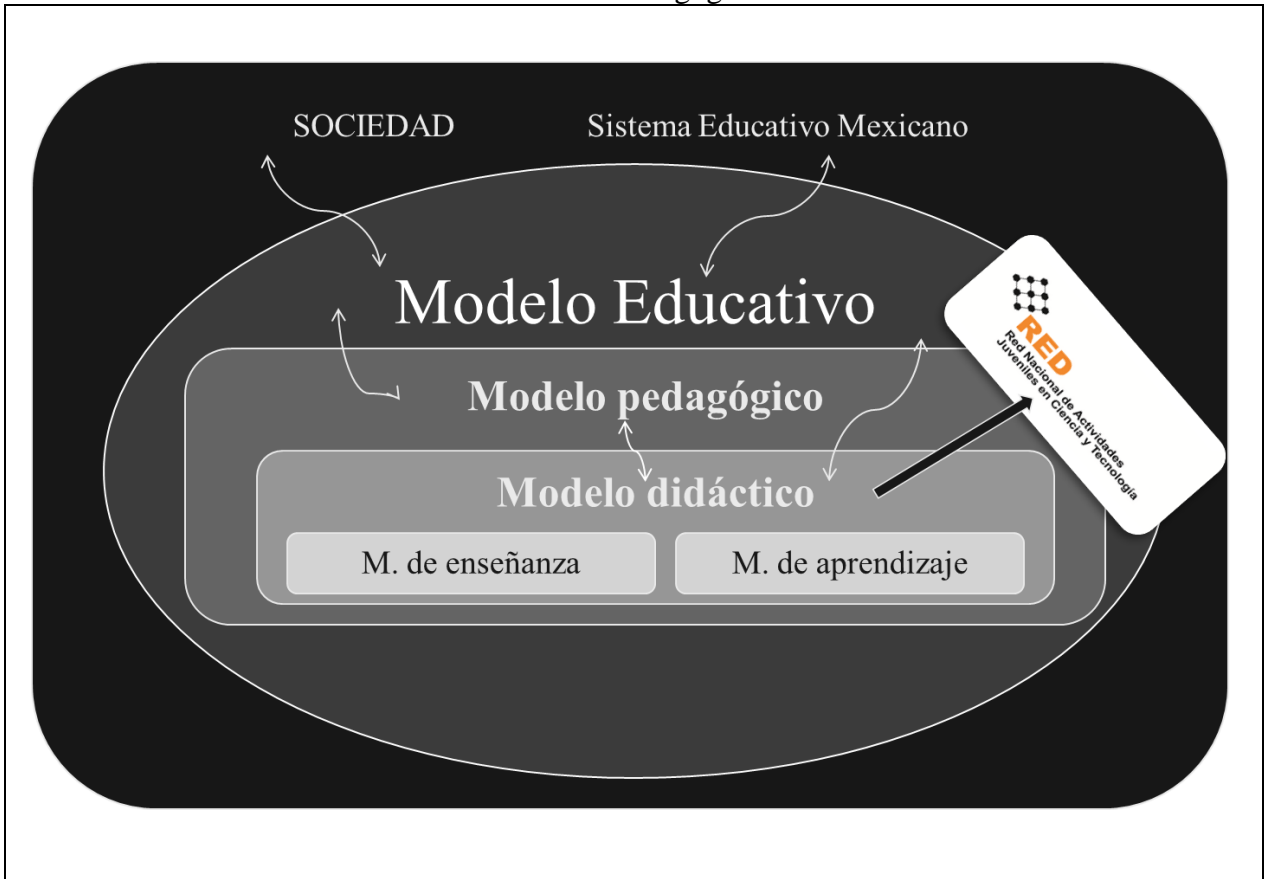 SOCIEDAD
Sistema Educativo Mexicano
Modelo Educativo
RED
Red Nacional de Actividades
Juveniles en Ciencia y Tecnología
Modelo pedagógico
Modelo didáctico
M. de enseñanza
M. de aprendizaje